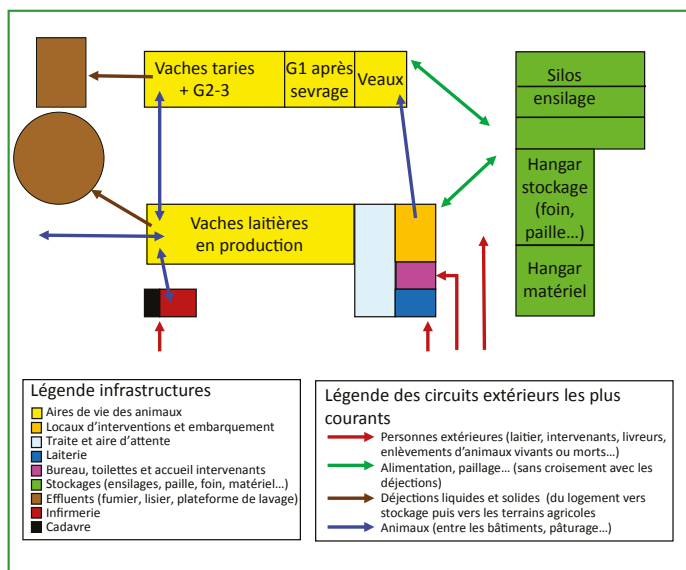 Vaches taries
+ G2-3
G1 après
sevrage
Veaux
Silos
ensilage
Hangar
stockage
(foin,
paille...)
Hangar
matériel
Vaches laitières
en production
Légende infrastructures
Aires de vie des animaux
Locaux d'interventions et embarquement
Traite et aire d'attente
Laiterie
Bureau, toilettes et accueil intervenants
Stockages (ensilages, paille, foin, matériel...)
Effluents (fumier, lisier, plateforme de lavage)
Infirmerie
Cadavre
Légende des circuits extérieurs les plus
courants
Personnes extérieures (laitier, intervenants, livreurs,
enlèvements d'animaux vivants ou morts...)
Alimentation, paillage... (sans croisement avec les
déjections)
Déjections liquides et solides (du logement vers
stockage puis vers les terrains agricoles
Animaux (entre les bâtiments, pâturage...)